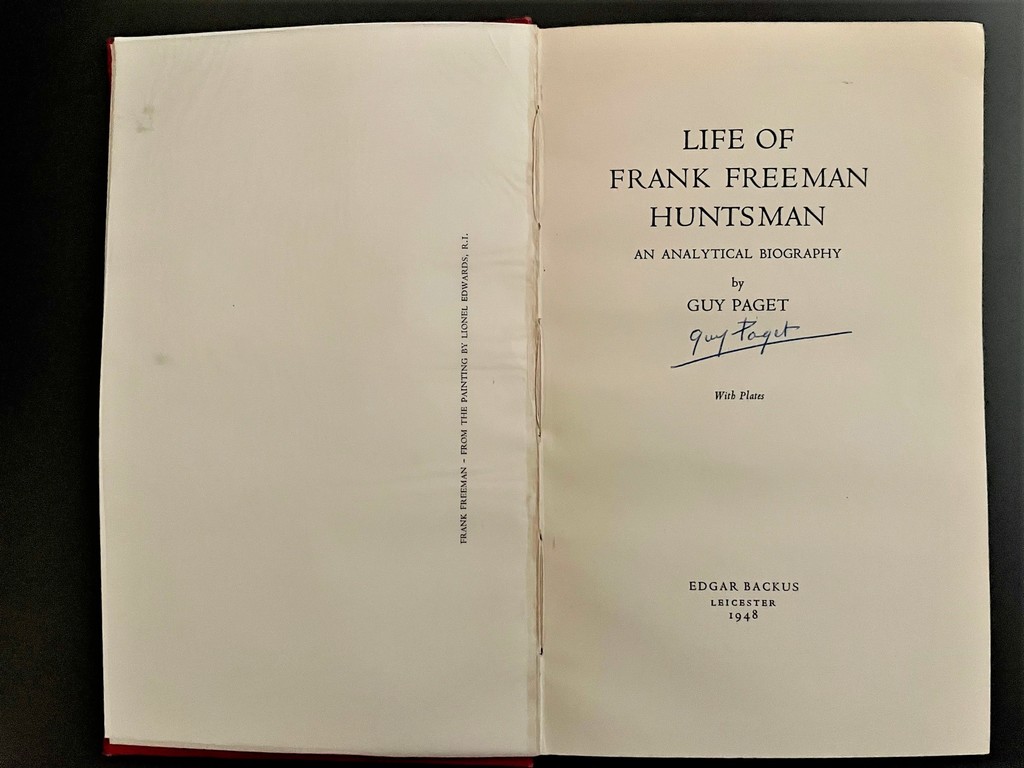 FRANK FREEMAN - FROM THE PAINTING BY LIONEL EDWARDS, R.I.
LIFE OF
FRANK FREEMAN
HUNTSMAN
AN ANALYTICAL BIOGRAPHY
by
GUY PAGET
Guy Paget
With Plates
EDGAR BACKUS
LEICESTER
1948